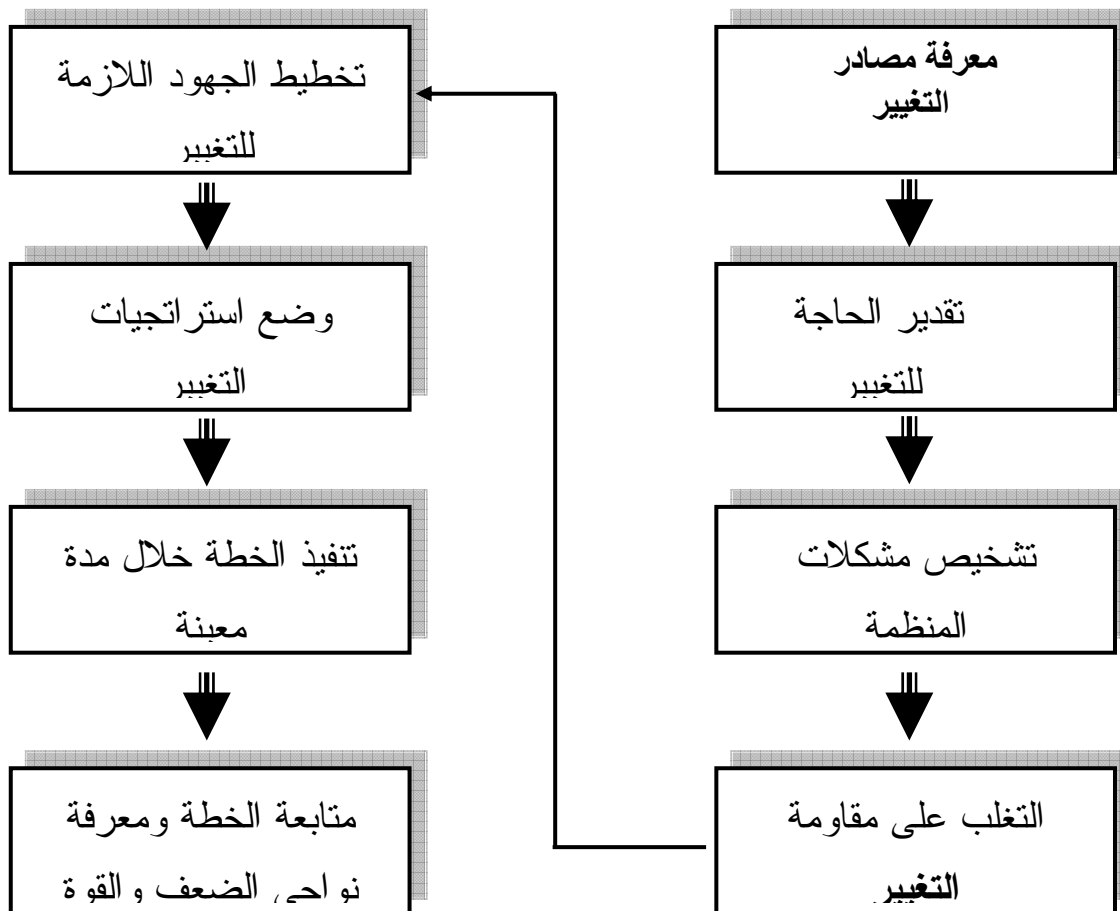 معرفة مصادر
التغيير
تقدير الحاجة
للتغيير
تشخيص مشكلات
المنظمة
التغلب على مقاومة
التغيير
تخطيط الجهود اللازمة
للتغيير
وضع استراتجيات
التغيير
تنفيذ الخطة خلال مدة
معينة
متابعة الخطة ومعرفة
نواحي الضعف والقوة